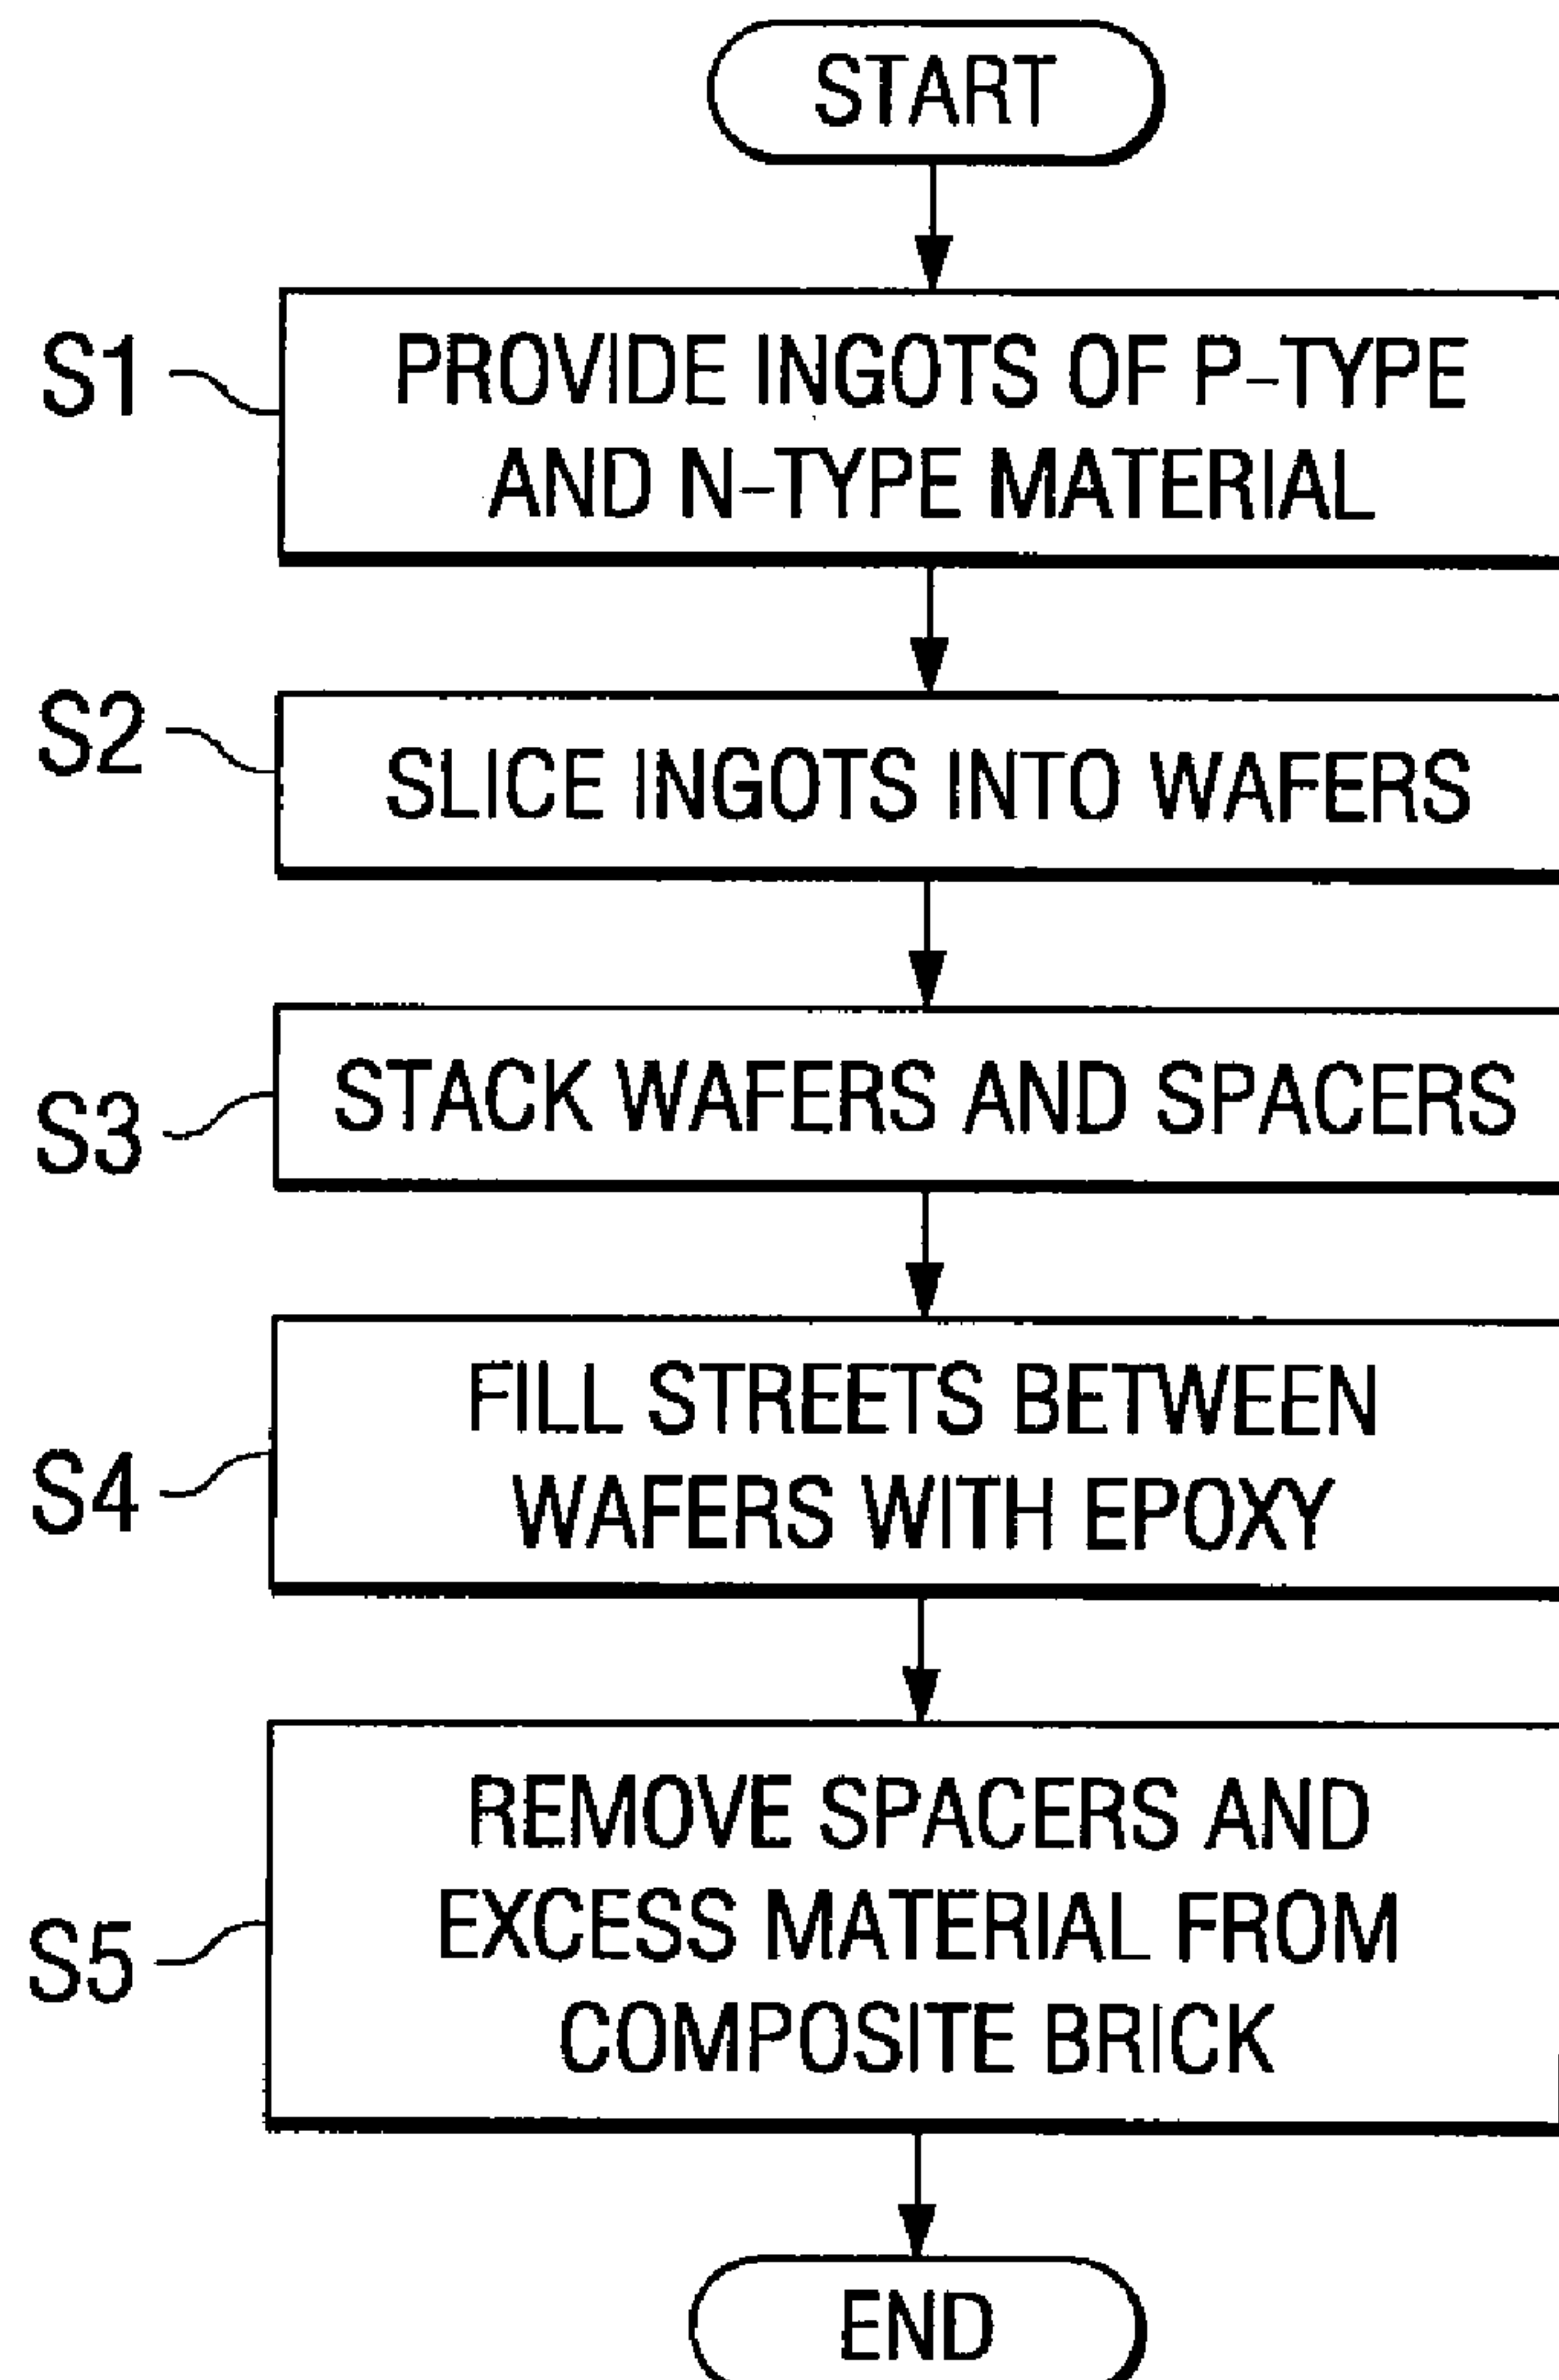 START
S1
PROVIDE INGOTS OF P-TYPE
AND N-TYPE MATERIAL
S2
SLICE INGOTS INTO WAFERS
S3
STACK WAFERS AND SPACERS
S4
FILL STREETS BETWEEN
WAFERS WITH EPOXY
S5
REMOVE SPACERS AND
EXCESS MATERIAL FROM
COMPOSITE BRICK
END